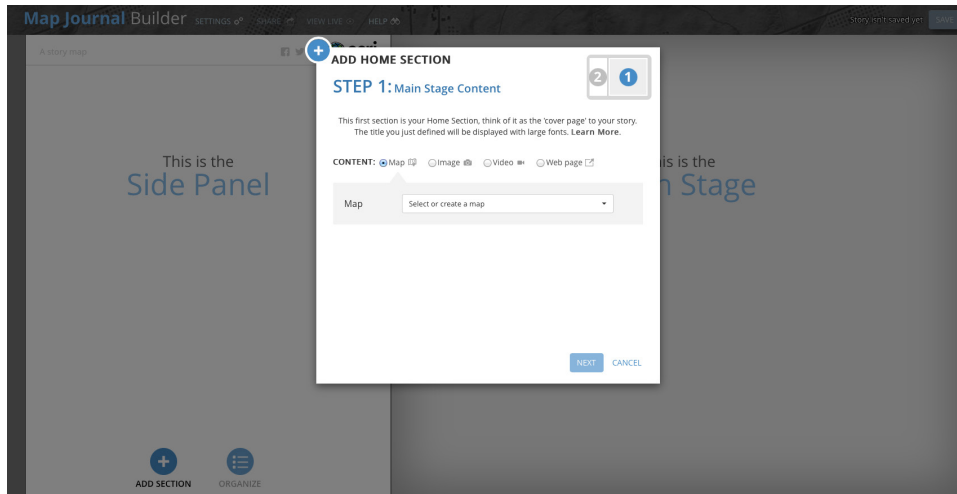 Map Journal Builder SETTINGS SHARE VIEW LIVE HELP
Story isn't saved yet SAVE
A story map
esri
ADD HOME SECTION
STEP 1: Main Stage Content
2 1
This first section is your Home Section, think of it as the 'cover page' to your story.
The title you just defined will be displayed with large fonts. Learn More.
CONTENT: Map Image Video Web page
Map Select or create a map
NEXT CANCEL
This is the
Side Panel
is is the
n Stage
ADD SECTION ORGANIZE